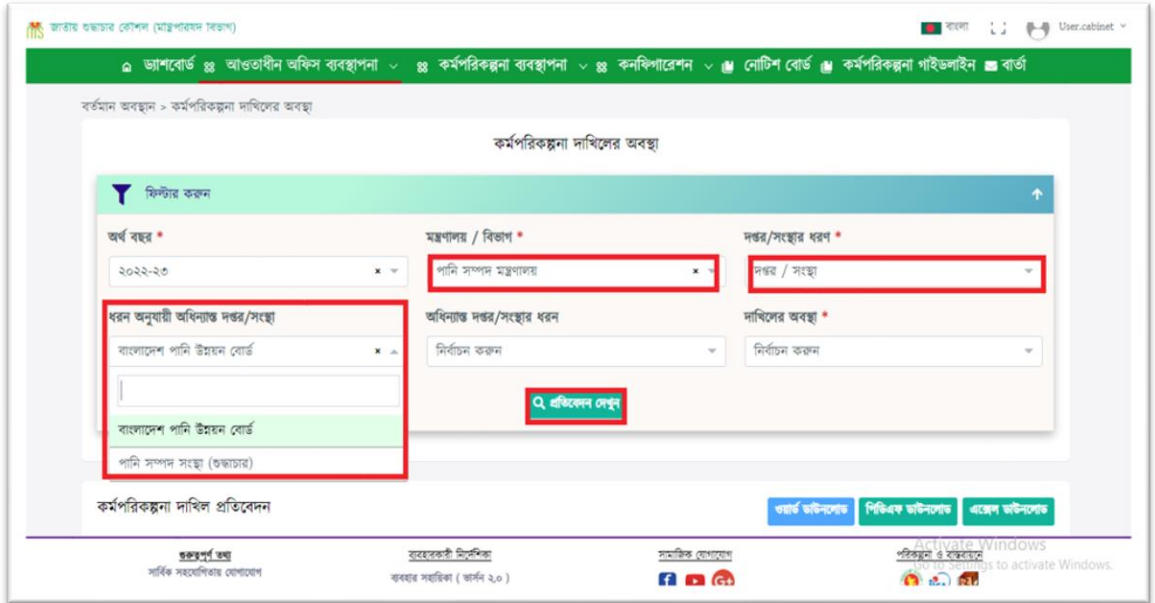 জাতীয় শুদ্ধাচার কৌশল (মন্ত্রিপরিষদ বিভাগ) বাংলা User.cabinet
ড্যাশবোর্ড আওতাধীন অফিস ব্যবস্থাপনা কর্মপরিকল্পনা ব্যবস্থাপনা কনফিগারেশন নোটিশ বোর্ড কর্মপরিকল্পনা গাইডলাইন বার্তা
বর্তমান অবস্থান > কর্মপরিকল্পনা দাখিলের অবস্থা
কর্মপরিকল্পনা দাখিলের অবস্থা
ফিল্টার করুন
অর্থ বছর * মন্ত্রণালয় / বিভাগ * দপ্তর/সংস্থার ধরণ *
২০২২-২৩ × পানি সম্পদ মন্ত্রণালয় × দপ্তর / সংস্থা
ধরন অনুযায়ী অধিন্যাস্ত দপ্তর/সংস্থা অধিন্যাস্ত দপ্তর/সংস্থার ধরন দাখিলের অবস্থা *
বাংলাদেশ পানি উন্নয়ন বোর্ড × নির্বাচন করুন নির্বাচন করুন
প্রতিবেদন দেখুন
বাংলাদেশ পানি উন্নয়ন বোর্ড
পানি সম্পদ সংস্থা (শুদ্ধাচার)
কর্মপরিকল্পনা দাখিল প্রতিবেদন ওয়ার্ড ডাউনলোড পিডিএফ ডাউনলোড এক্সেল ডাউনলোড
Activate Windows
গুরুত্বপূর্ণ তথ্য ব্যবহারকারী নির্দেশিকা সামাজিক যোগাযোগ পরিকল্পনা ও বাস্তবায়নে
Go to Settings to activate Windows.
সার্বিক সহযোগিতায় যোগাযোগ ব্যবহার সহায়িকা ( ভার্সন ২.০ )